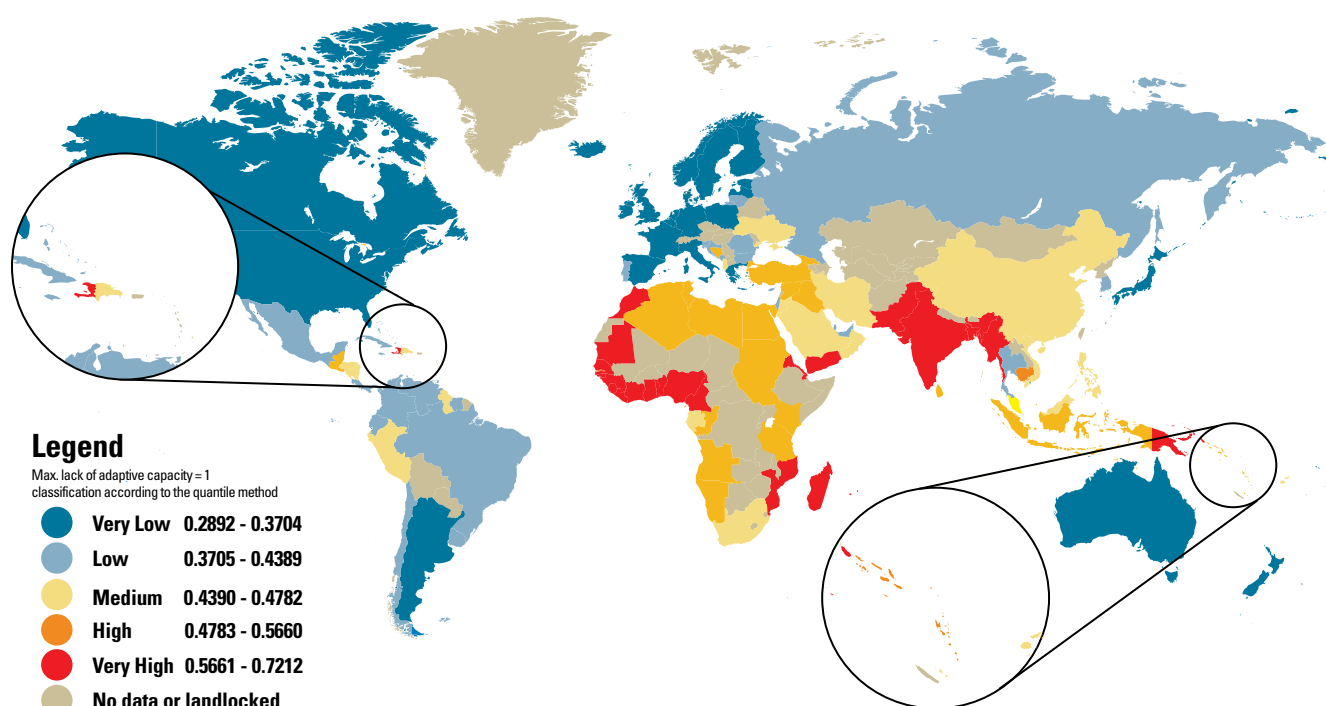 Legend
Max. lack of adaptive capacity = 1
classification according to the quantile method
Very Low 0.2892 - 0.3704
Low 0.3705 - 0.4389
Medium 0.4390 - 0.4782
High 0.4783 - 0.5660
Very High 0.5661 - 0.7212
No data or landlocked